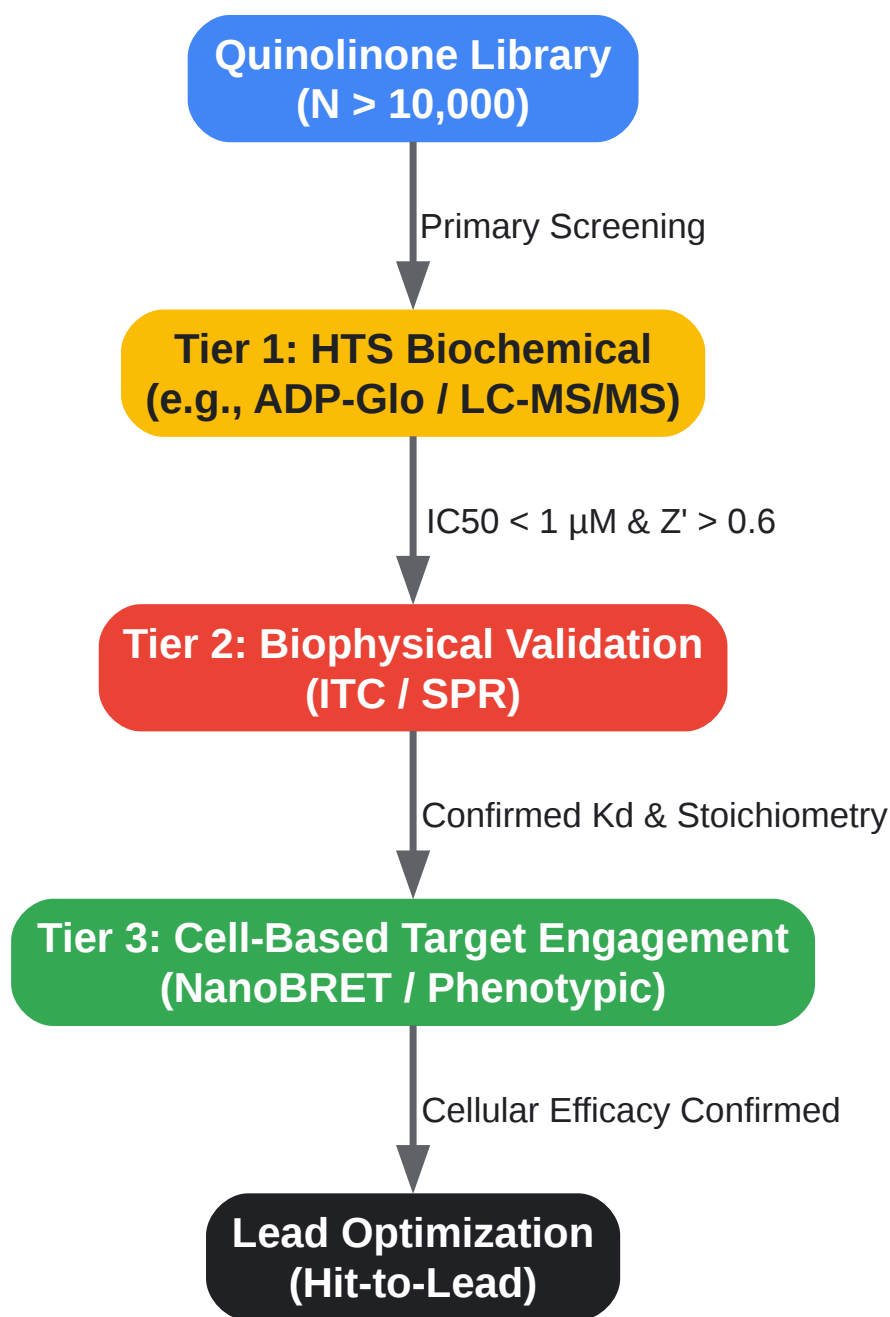 Quinolinone Library
(N > 10,000)
Primary Screening
Tier 1: HTS Biochemical
(e.g., ADP-Glo / LC-MS/MS)
IC50 < 1 µM & Z' > 0.6
Tier 2: Biophysical Validation
(ITC / SPR)
Confirmed Kd & Stoichiometry
Tier 3: Cell-Based Target Engagement
(NanoBRET / Phenotypic)
Cellular Efficacy Confirmed
Lead Optimization
(Hit-to-Lead)